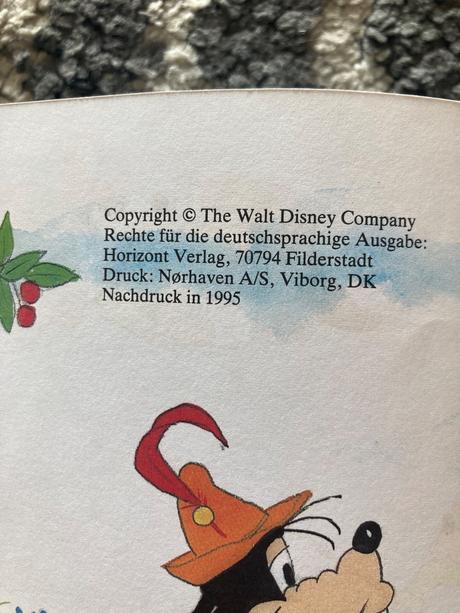 Copyright © The Walt Disney Company
Rechte für die deutschsprachige Ausgabe:
Horizont Verlag, 70794 Filderstadt
Druck: Nørhaven A/S, Viborg, DK
Nachdruck in 1995